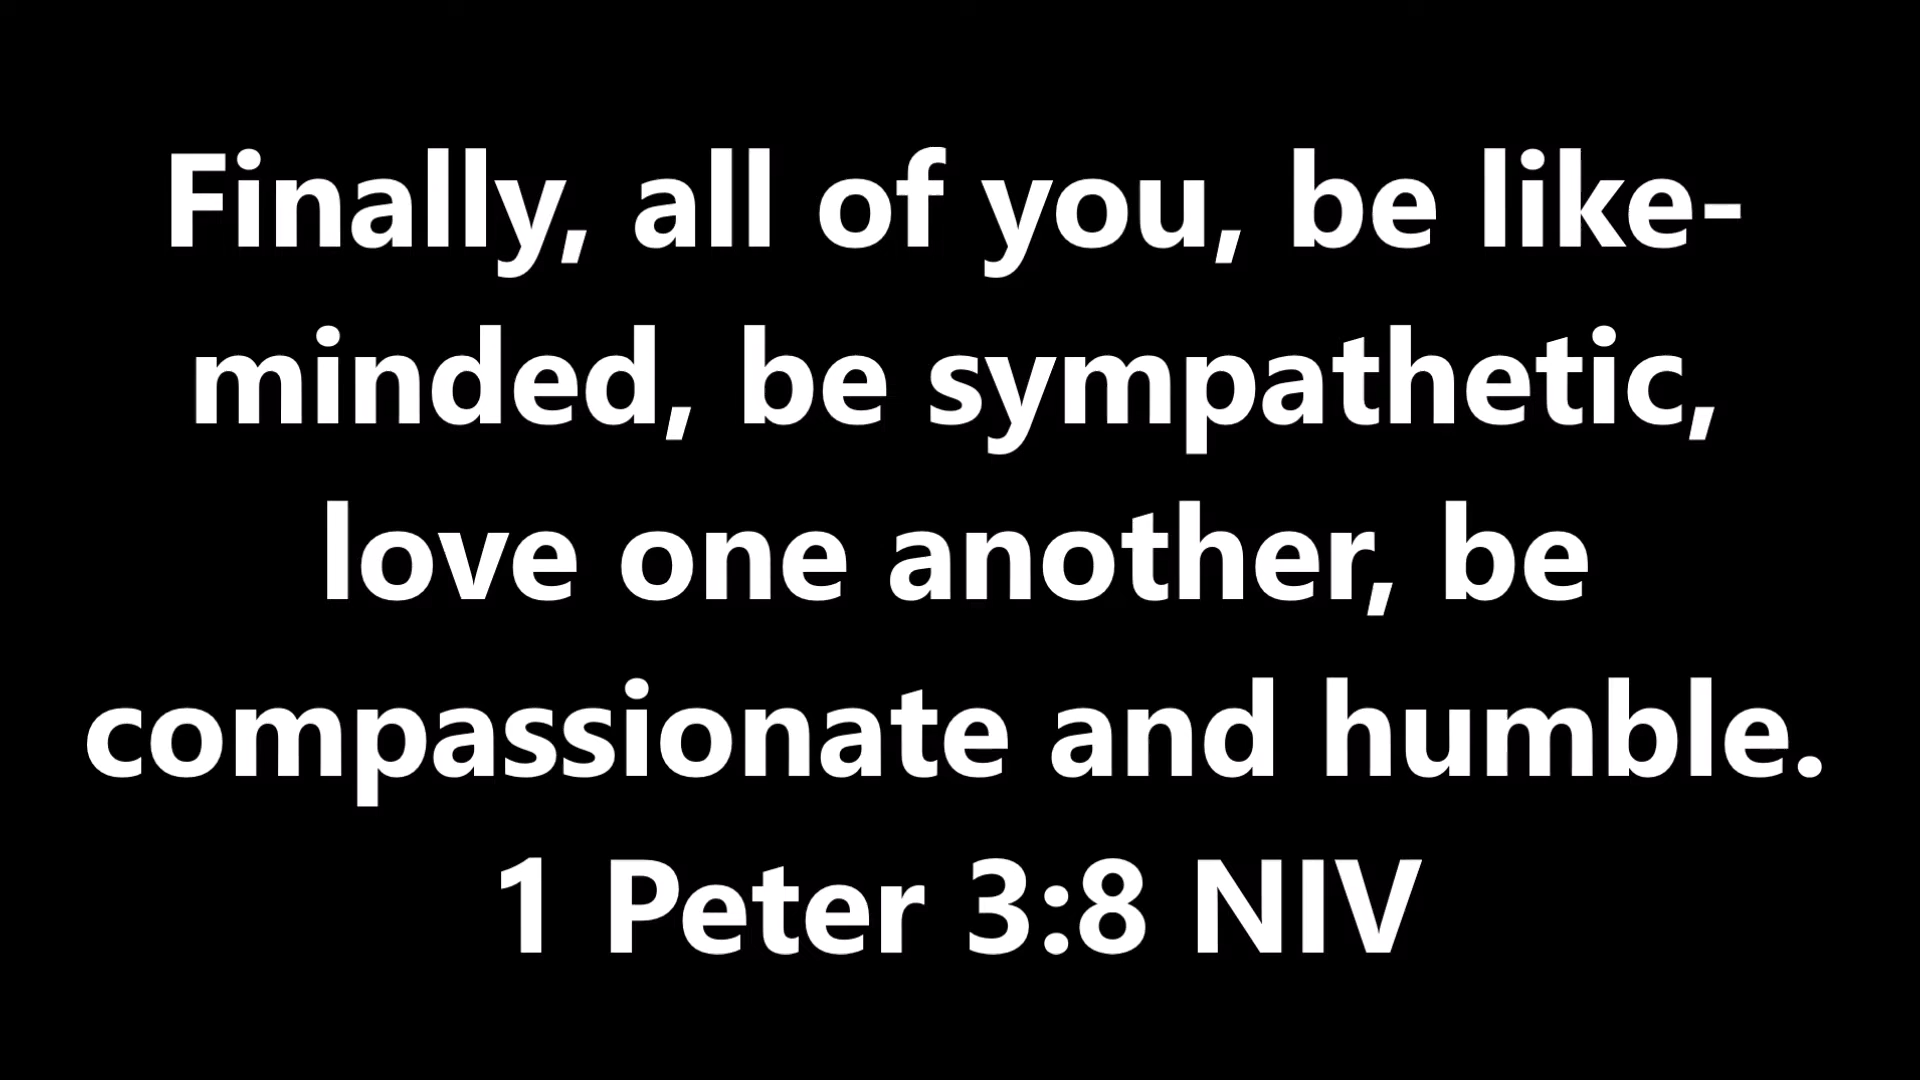 Finally, all of you, be like-
minded, be sympathetic,
love one another, be
compassionate and humble.
1 Peter 3:8 NIV